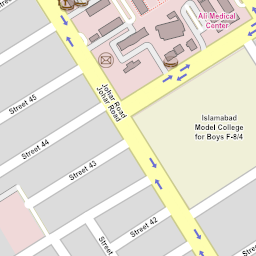 Ali Medical
Center
Street 45
Johar Road
Johar Road
Islamabad
Model College
for Boys F-8/4
Street 44
Street 43
Street 42